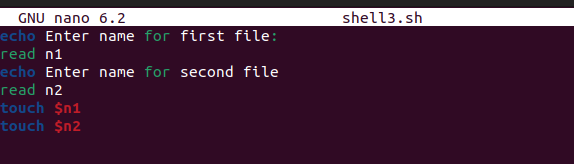 GNU nano 6.2 shell3.sh
echo Enter name for first file:
read n1
echo Enter name for second file
read n2
touch $n1
touch $n2